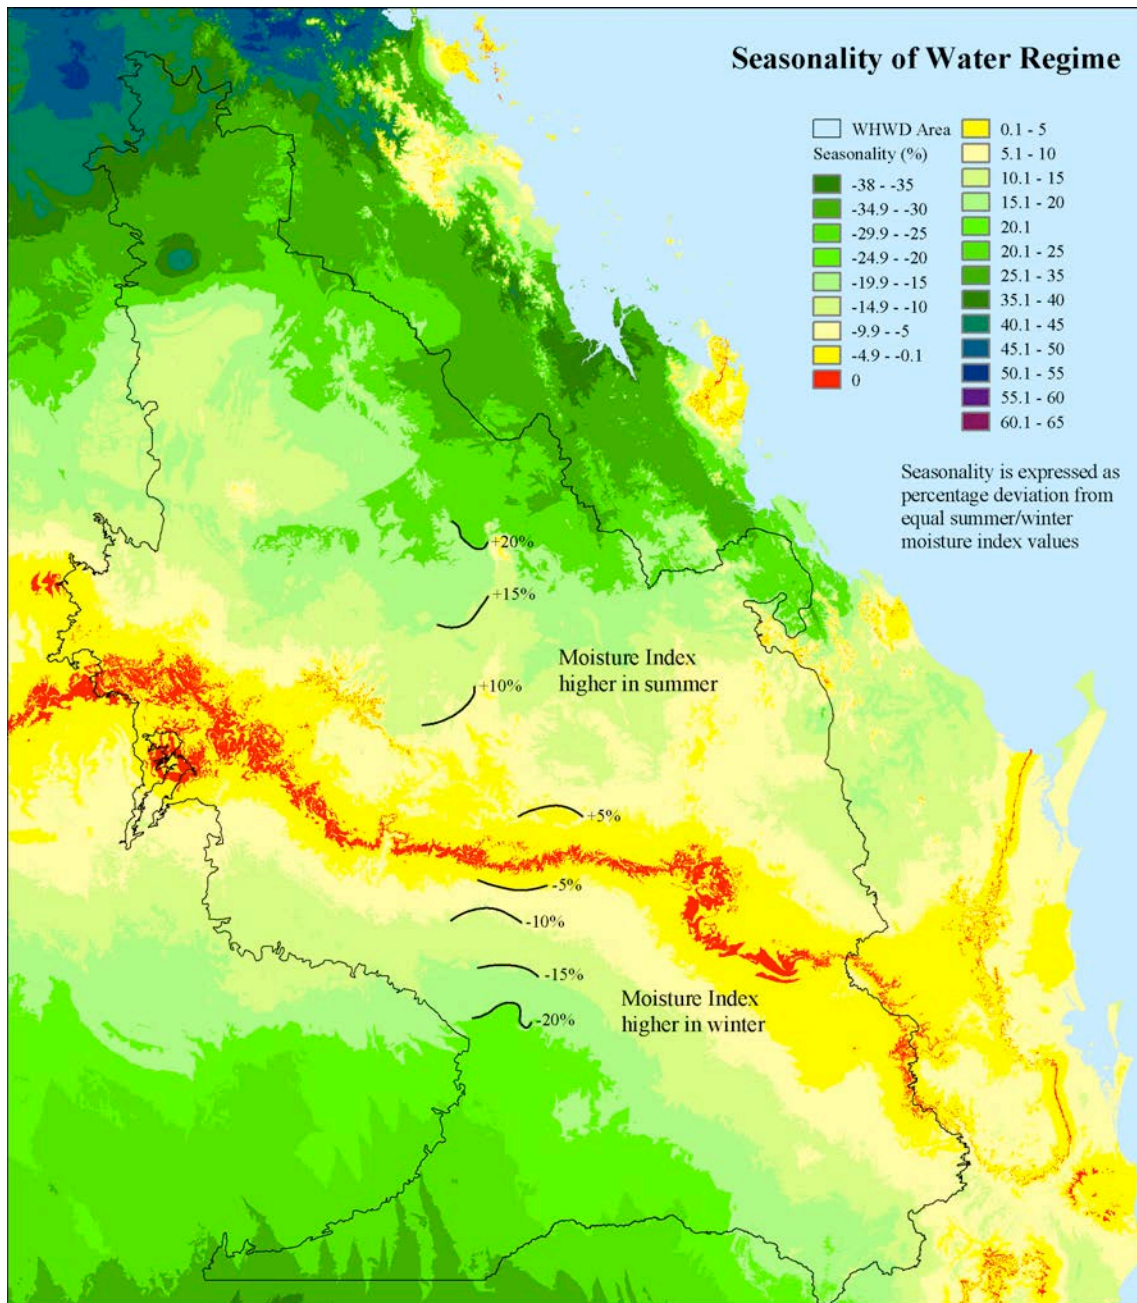 Seasonality of Water Regime
WHWD Area
Seasonality (%)
-38 - -35
-34.9 - -30
-29.9 - -25
-24.9 - -20
-19.9 - -15
-14.9 - -10
-9.9 - -5
-4.9 - -0.1
0
0.1 - 5
5.1 - 10
10.1 - 15
15.1 - 20
20.1
20.1 - 25
25.1 - 35
35.1 - 40
40.1 - 45
45.1 - 50
50.1 - 55
55.1 - 60
60.1 - 65
Seasonality is expressed as
percentage deviation from
equal summer/winter
moisture index values
+20%
+15%
Moisture Index
higher in summer
+10%
+5%
-5%
-10%
-15%
Moisture Index
higher in winter
-20%